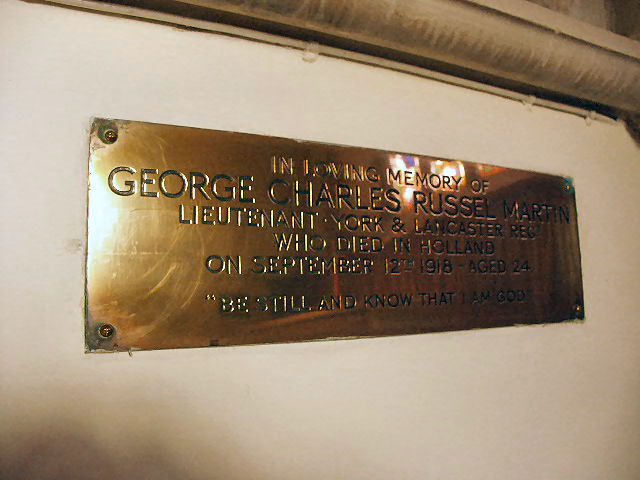 IN LOVING MEMORY OF
GEORGE CHARLES RUSSEL MARTIN
LIEUTENANT · YORK & LANCASTER REGT
WHO DIED IN HOLLAND
ON SEPTEMBER 12TH 1918 · AGED 24.
"BE STILL AND KNOW THAT I AM GOD"